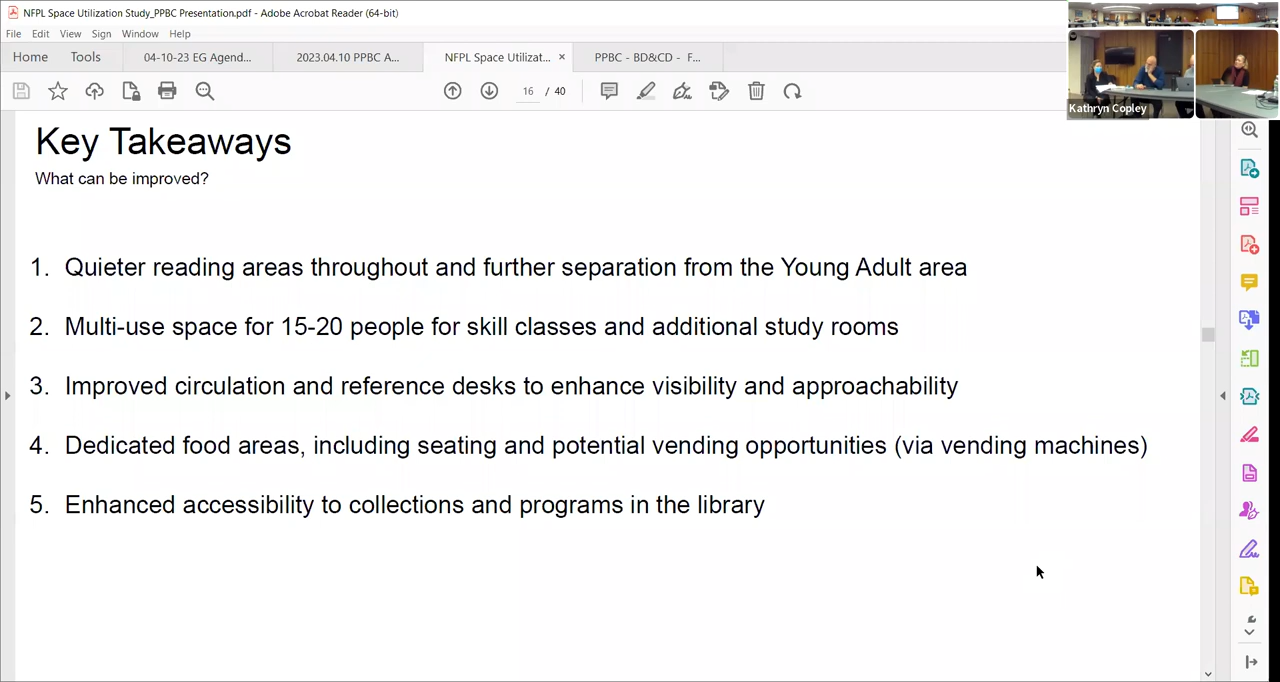 NFPL Space Utilization Study_PPBC Presentation.pdf - Adobe Acrobat Reader (64-bit)
File Edit View Sign Window Help
Home Tools 04-10-23 EG Agend... 2023.04.10 PPBC A... NFPL Space Utilizat... × PPBC - BD&CD - F...
16 / 40
Kathryn Copley
Key Takeaways
What can be improved?
1. Quieter reading areas throughout and further separation from the Young Adult area
2. Multi-use space for 15-20 people for skill classes and additional study rooms
3. Improved circulation and reference desks to enhance visibility and approachability
4. Dedicated food areas, including seating and potential vending opportunities (via vending machines)
5. Enhanced accessibility to collections and programs in the library